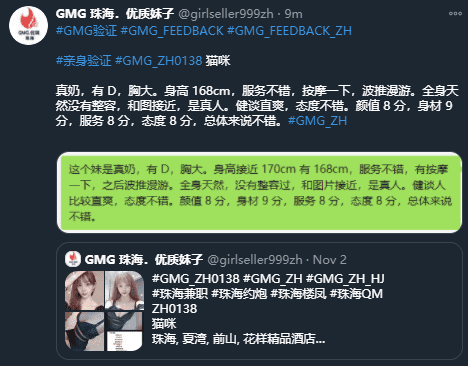 GMG 珠海．优质妹子 @girlseller999zh · 9m
#GMG验证 #GMG_FEEDBACK #GMG_FEEDBACK_ZH
#亲身验证 #GMG_ZH0138 猫咪
真奶，有 D，胸大。身高 168cm，服务不错，按摩一下，波推漫游。全身天
然没有整容，和图接近，是真人。健谈直爽，态度不错。颜值 8 分，身材 9
分，服务 8 分，态度 8 分，总体来说不错。#GMG_ZH
这个妹是真奶，有 D，胸大。身高接近 170cm 有 168cm，服务不错，有按摩
一下，之后波推漫游。全身天然，没有整容过，和图片接近，是真人。健谈人
比较直爽，态度不错。颜值 8 分，身材 9 分，服务 8 分，态度 8 分，总体来说
不错。
GMG 珠海．优质妹子 @girlseller999zh · Nov 2
#GMG_ZH0138 #GMG_ZH #GMG_ZH_HJ
#珠海兼职 #珠海约炮 #珠海楼凤 #珠海QM
ZH0138
猫咪
珠海, 夏湾, 前山, 花样精品酒店...